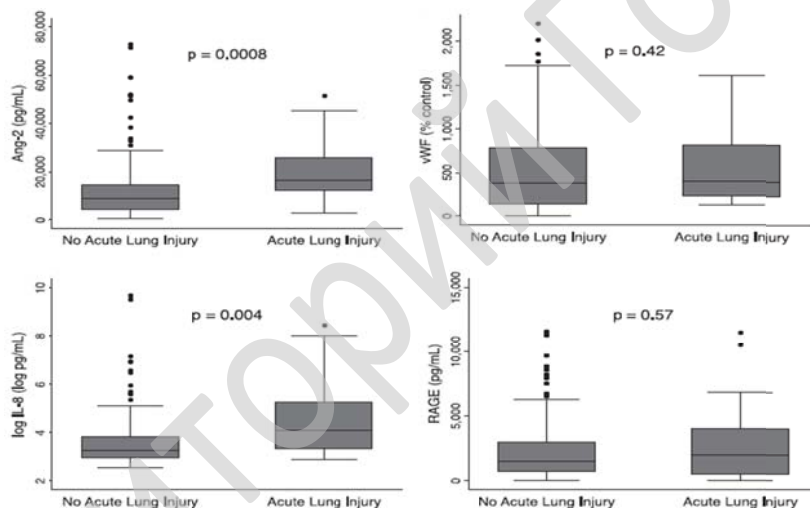 80,000
60,000
40,000
20,000
0
Ang-2 (pg/mL)
p = 0.0008
No Acute Lung Injury
Acute Lung Injury
2,000
1,500
1,000
500
0
vWF (% control)
p = 0.42
No Acute Lung Injury
Acute Lung Injury
10
8
6
4
2
log IL-8 (log pg/mL)
p = 0.004
No Acute Lung Injury
Acute Lung Injury
15,000
10,000
5,000
0
RAGE (pg/mL)
p = 0.57
No Acute Lung Injury
Acute Lung Injury